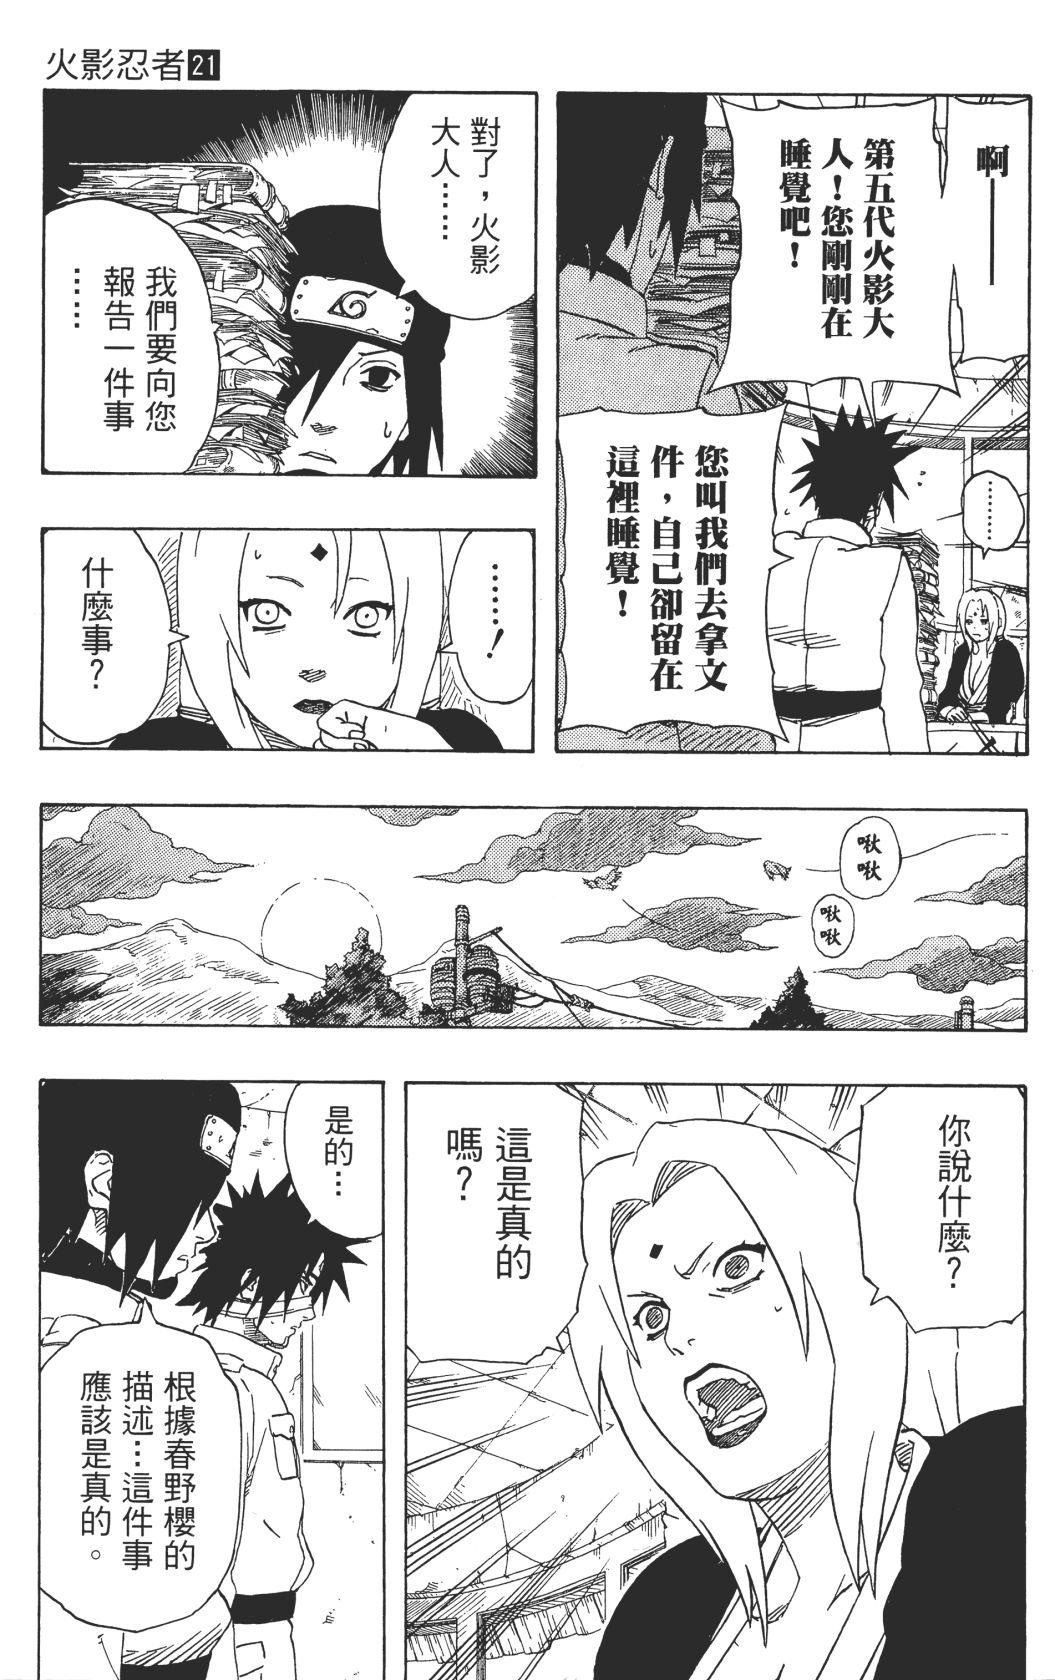 火影忍者21
啊——
第五代火影大
人！您剛剛在
睡覺吧！
………
您叫我們去拿文
件，自己卻留在
這裡睡覺！
對了，火影
大人……
我們要向您
報告一件事
……
……！
什麼事？
啾啾
啾啾
你說什麼？
這是真的
嗎？
是的…
根據春野櫻的
描述…這件事
應該是真的。